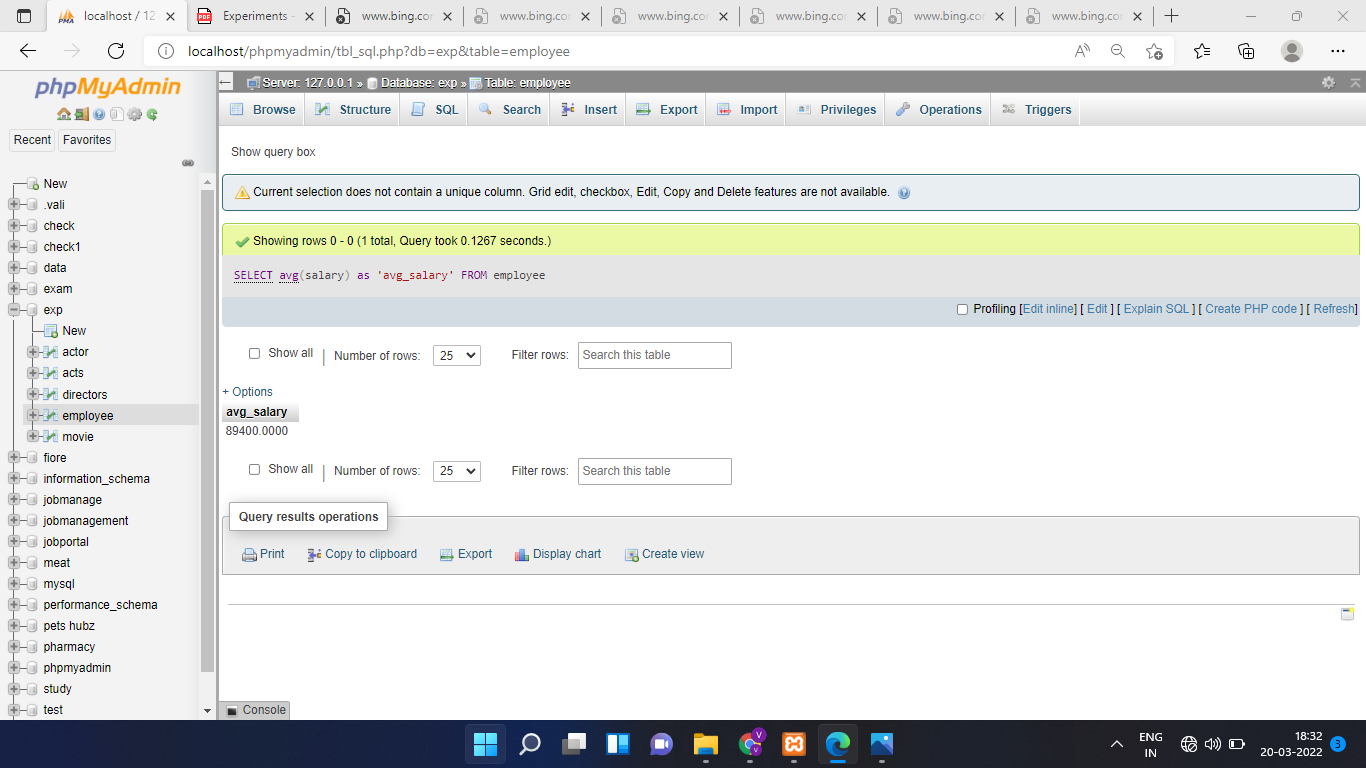 localhost / 12
Experiments -
www.bing.co
www.bing.co
www.bing.co
www.bing.co
www.bing.co
www.bing.co
localhost/phpmyadmin/tbl_sql.php?db=exp&table=employee
phpMyAdmin
Recent Favorites
New
.vali
check
check1
data
exam
exp
New
actor
acts
directors
employee
movie
fiore
information_schema
jobmanage
jobmanagement
jobportal
meat
mysql
performance_schema
pets hubz
pharmacy
phpmyadmin
study
test
Server: 127.0.0.1 » Database: exp » Table: employee
Browse Structure SQL Search Insert Export Import Privileges Operations Triggers
Show query box
Current selection does not contain a unique column. Grid edit, checkbox, Edit, Copy and Delete features are not available.
Showing rows 0 - 0 (1 total, Query took 0.1267 seconds.)
SELECT avg(salary) as 'avg_salary' FROM employee
Profiling [Edit inline] [ Edit ] [ Explain SQL ] [ Create PHP code ] [ Refresh]
Show all | Number of rows: 25 Filter rows: Search this table
+ Options
avg_salary
89400.0000
Show all | Number of rows: 25 Filter rows: Search this table
Query results operations
Print Copy to clipboard Export Display chart Create view
Console
ENG
IN
18:32
20-03-2022
3